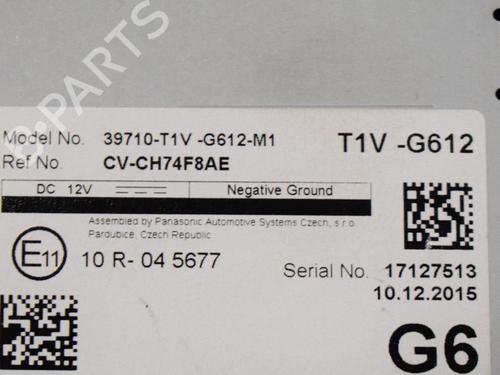 B-PARTS
Model No. 39710-T1V -G612-M1
T1V -G612
Ref No. CV-CH74F8AE
DC 12V Negative Ground
Assembled by Panasonic Automotive Systems Czech, s.r.o.
Pardubice, Czech Republic
E11 10 R- 04 5677
Serial No. 17127513
10.12.2015
G6